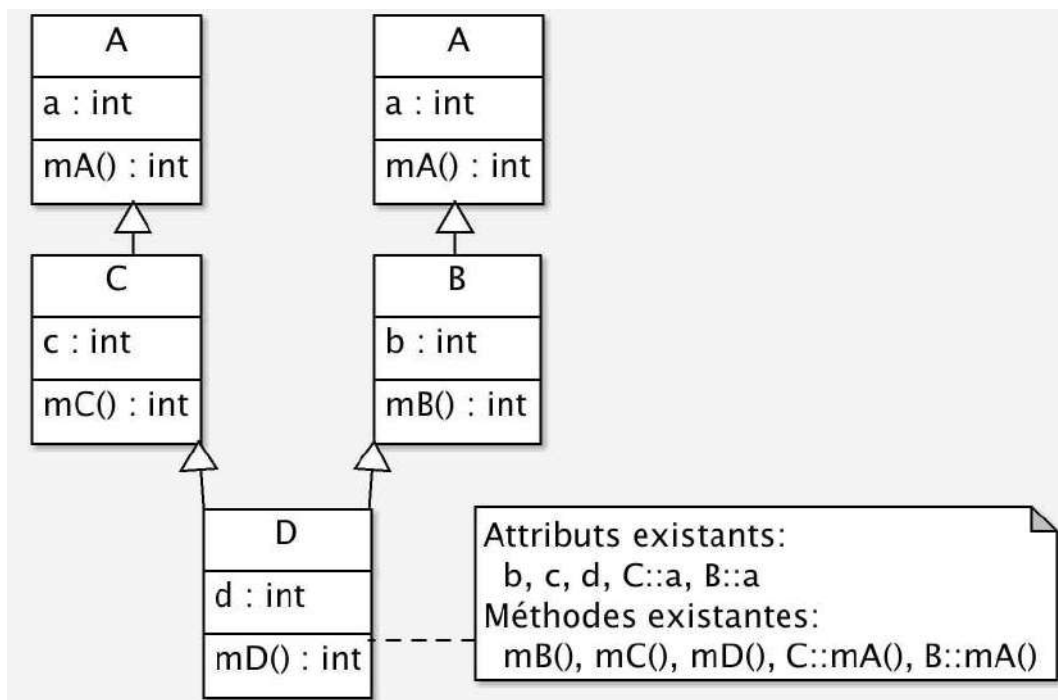 A
a : int
mA() : int
A
a : int
mA() : int
C
c : int
mC() : int
B
b : int
mB() : int
D
d : int
mD() : int
Attributs existants:
b, c, d, C::a, B::a
Méthodes existantes:
mB(), mC(), mD(), C::mA(), B::mA()